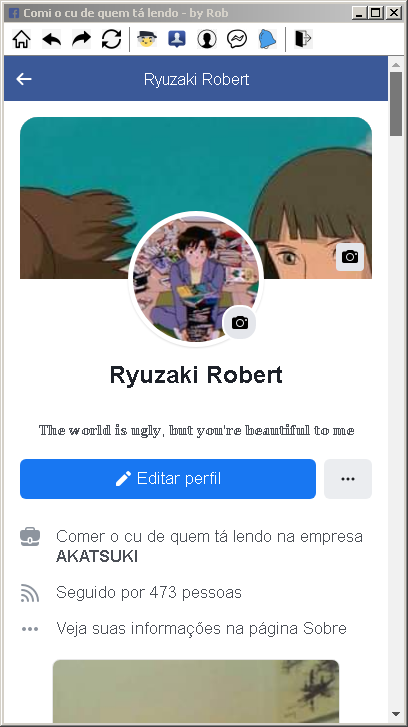 Comi o cu de quem tá lendo - by Rob
Ryuzaki Robert
Ryuzaki Robert
The world is ugly, but you're beautiful to me
Editar perfil
Comer o cu de quem tá lendo na empresa
AKATSUKI
Seguido por 473 pessoas
Veja suas informações na página Sobre